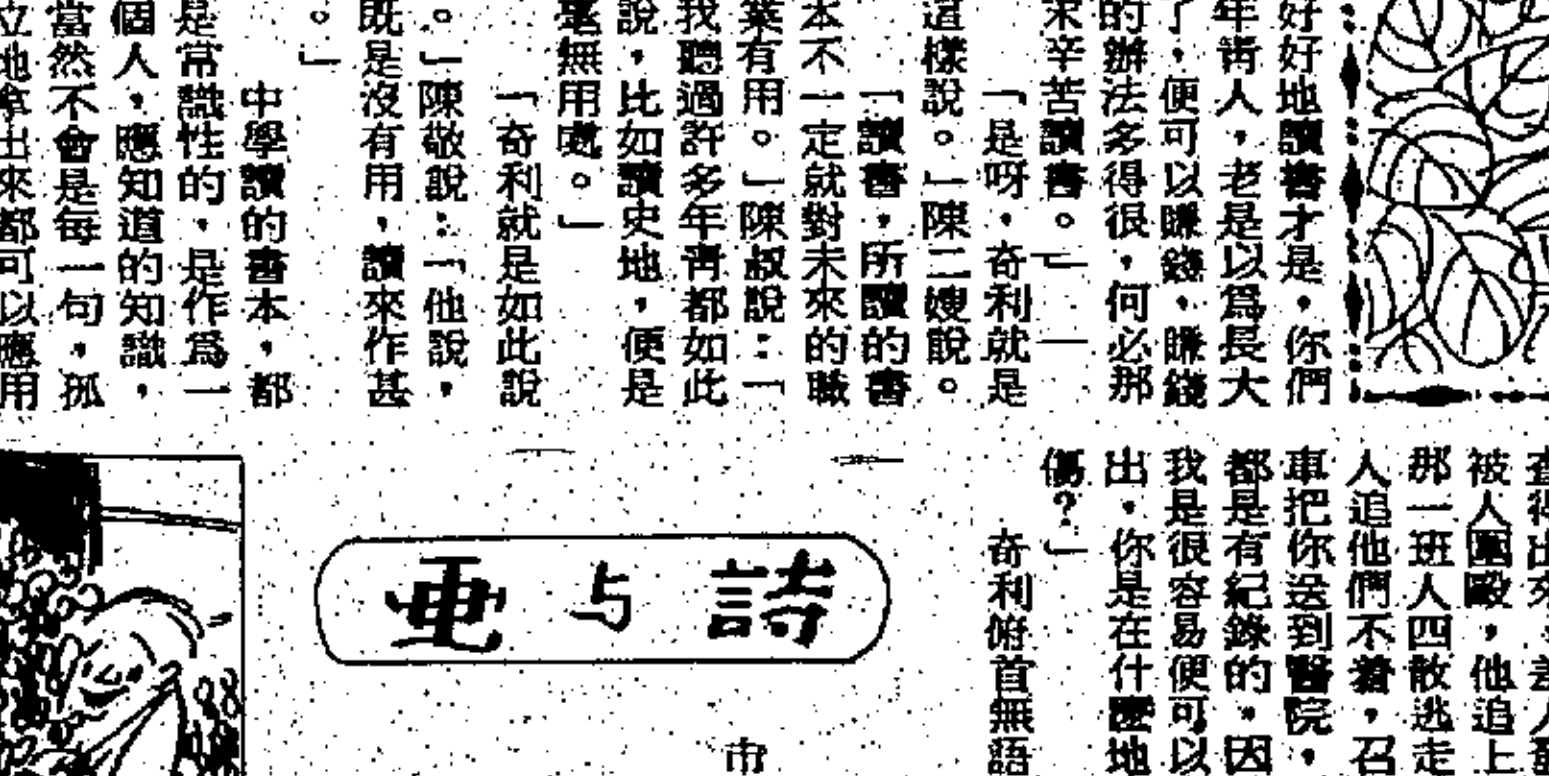 好好地讀書才是，你們
年青人，老是以爲長大
了，便可以賺錢，賺錢
的辦法多得很，何必那
末辛苦讀書。」——
「是呀，奇利就是
這樣說。」陳二嫂說。
「讀書，所讀的書
本不一定就對未來的職
業有用。」陳叔說：「
我聽過許多年靑都如此
說，比如讀史地，便是
毫無用處。」
「奇利就是如此說
。」陳敬說：「他說，
既是沒有用，讀來作甚
。」
中學讀的書本，都
是常識性的，是作爲一
個人，應知道的知識，
當然不會是每一句，孤
立地拿出來都可以應用
被人圍毆，他追上
那一班人四散逃走
人追他們不着，召
車把你送到醫院，
都是有紀錄的。因
我是很容易便可以
出，你是在什麼地
傷？」
奇利俯首無語
詩与電
市